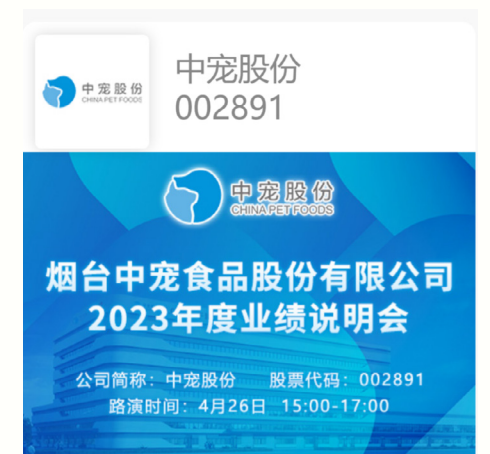 中宠股份
CHINA PET FOODS
中宠股份
002891
中宠股份
CHINA PET FOODS
烟台中宠食品股份有限公司
2023年度业绩说明会
公司简称：中宠股份 股票代码：002891
路演时间：4月26日 15:00-17:00